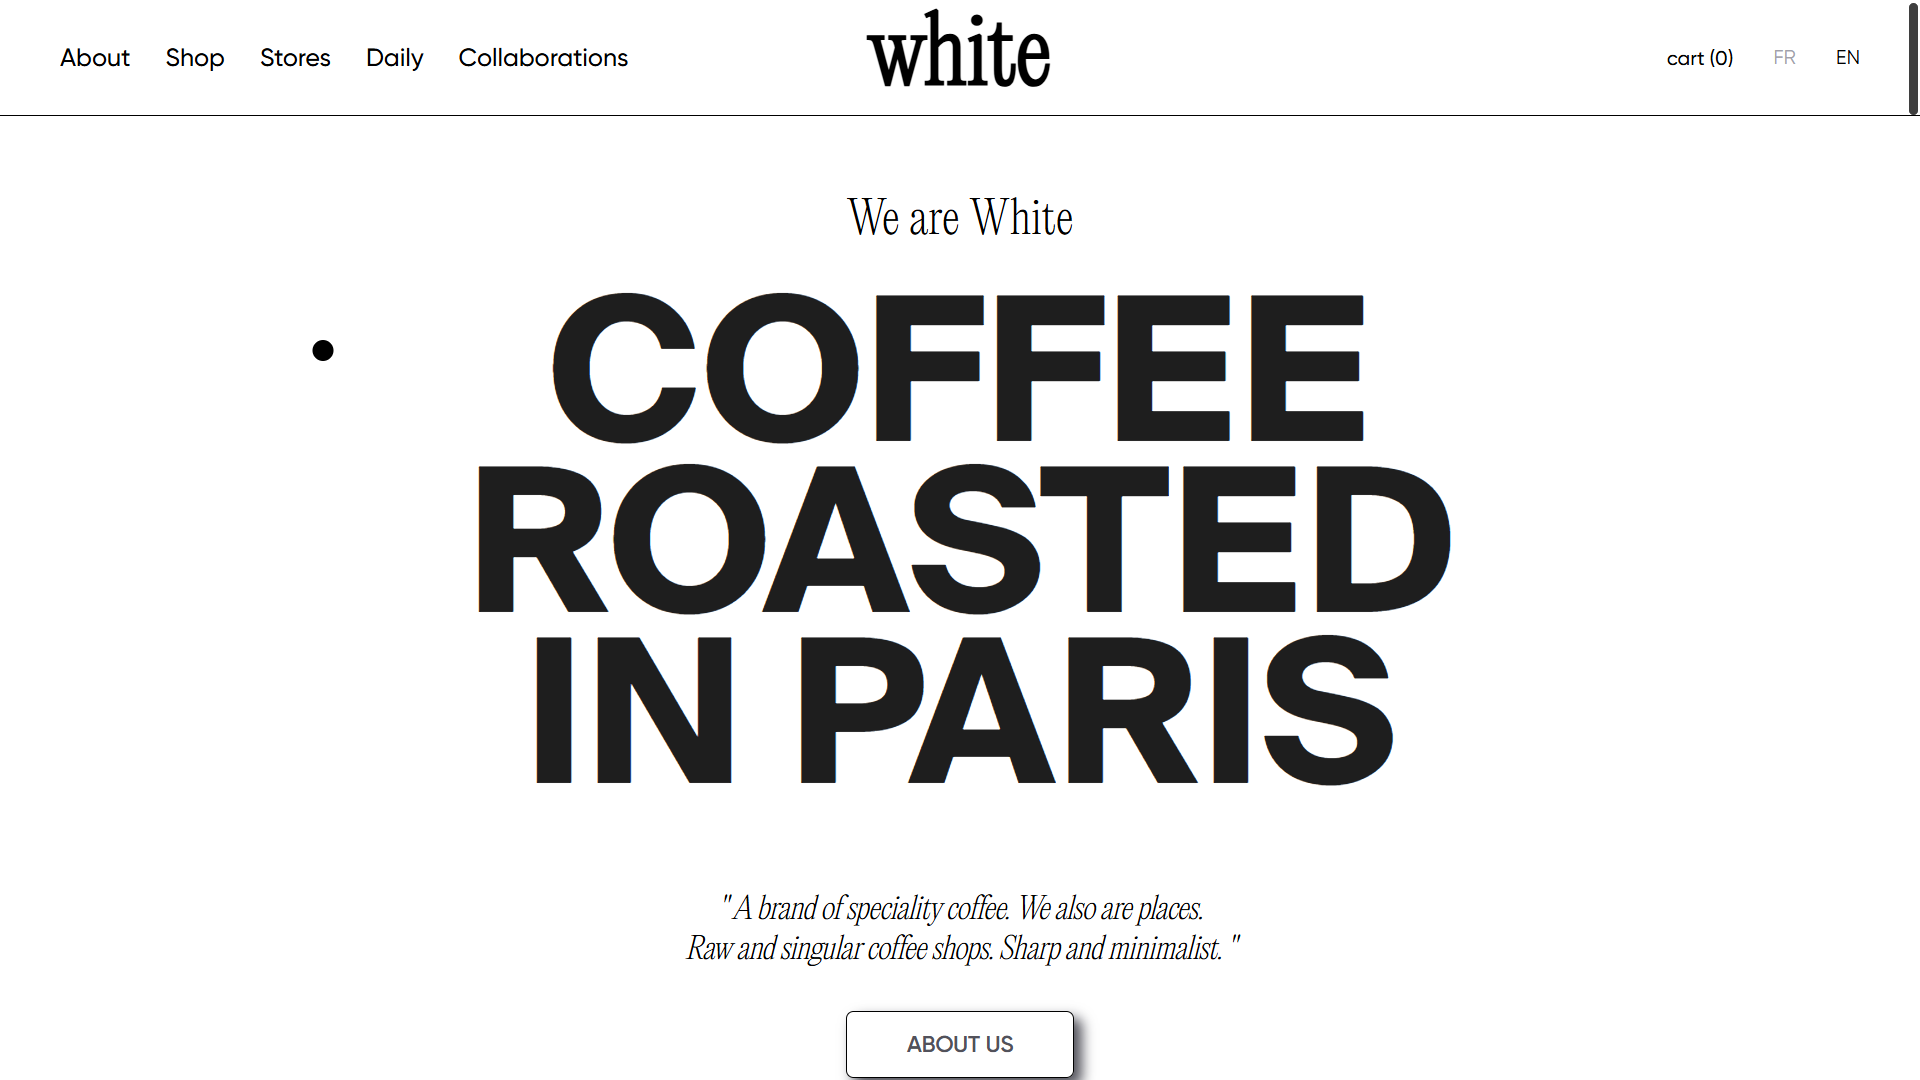 About Shop Stores Daily Collaborations white cart (0) FR EN
We are White
COFFEE
ROASTED
IN PARIS
" A brand of speciality coffee. We also are places.
Raw and singular coffee shops. Sharp and minimalist. "
ABOUT US